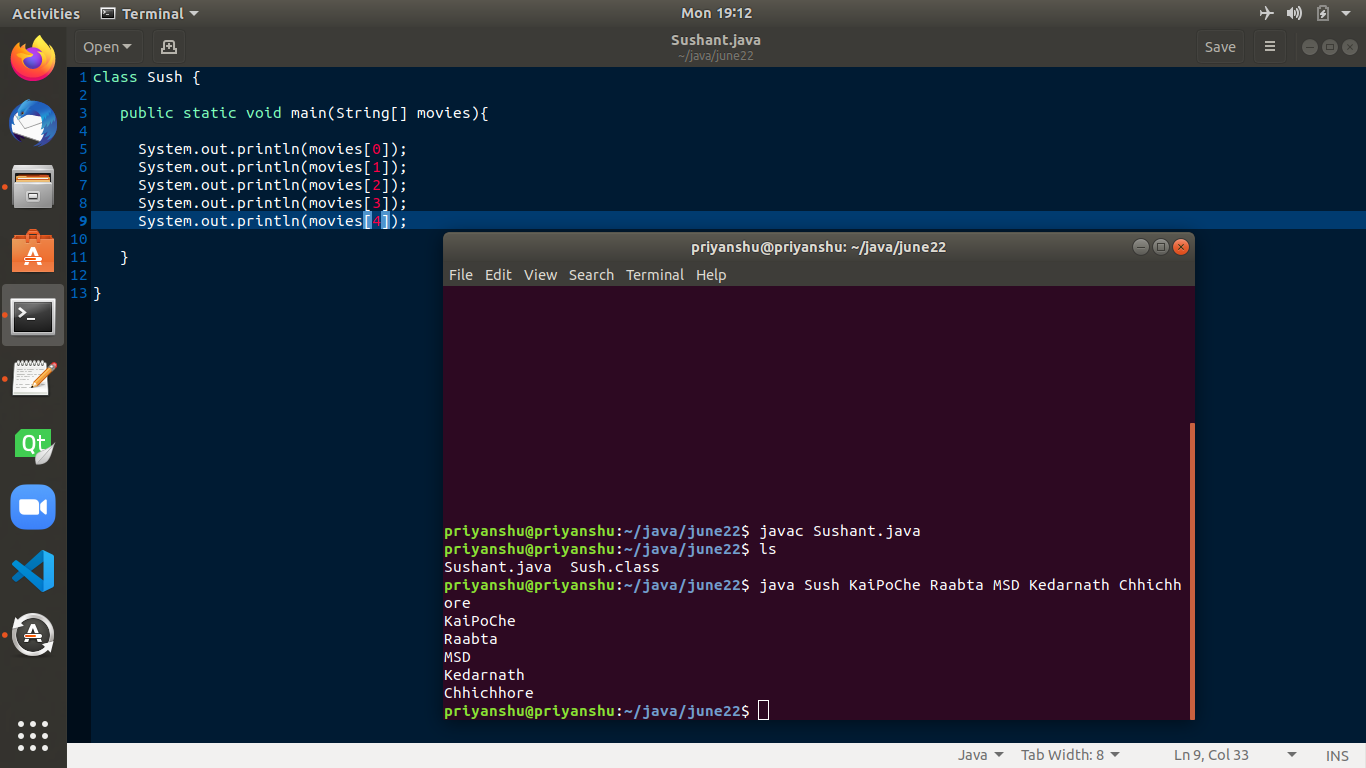 Activities Terminal Mon 19:12
Open Sushant.java Save
~/java/june22
1 class Sush {
2
3 public static void main(String[] movies){
4
5 System.out.println(movies[0]);
6 System.out.println(movies[1]);
7 System.out.println(movies[2]);
8 System.out.println(movies[3]);
9 System.out.println(movies[4]);
10
11 }
12
13 }
priyanshu@priyanshu: ~/java/june22
File Edit View Search Terminal Help
priyanshu@priyanshu:~/java/june22$ javac Sushant.java
priyanshu@priyanshu:~/java/june22$ ls
Sushant.java Sush.class
priyanshu@priyanshu:~/java/june22$ java Sush KaiPoChe Raabta MSD Kedarnath Chhichh
ore
KaiPoChe
Raabta
MSD
Kedarnath
Chhichhore
priyanshu@priyanshu:~/java/june22$
Qt
Java Tab Width: 8 Ln 9, Col 33 INS